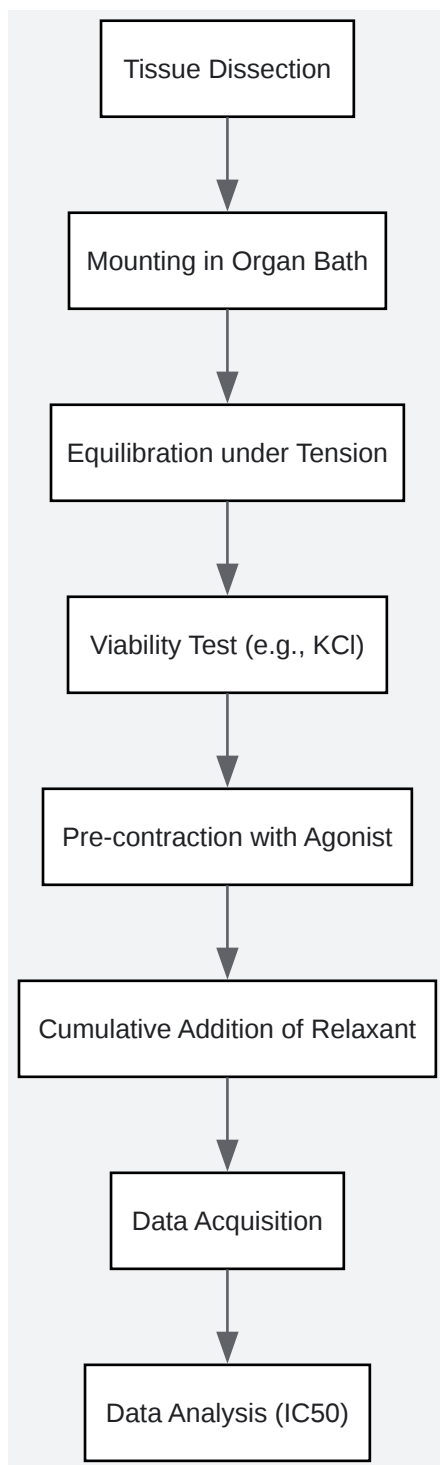 Tissue Dissection
Mounting in Organ Bath
Equilibration under Tension
Viability Test (e.g., KCl)
Pre-contraction with Agonist
Cumulative Addition of Relaxant
Data Acquisition
Data Analysis (IC50)